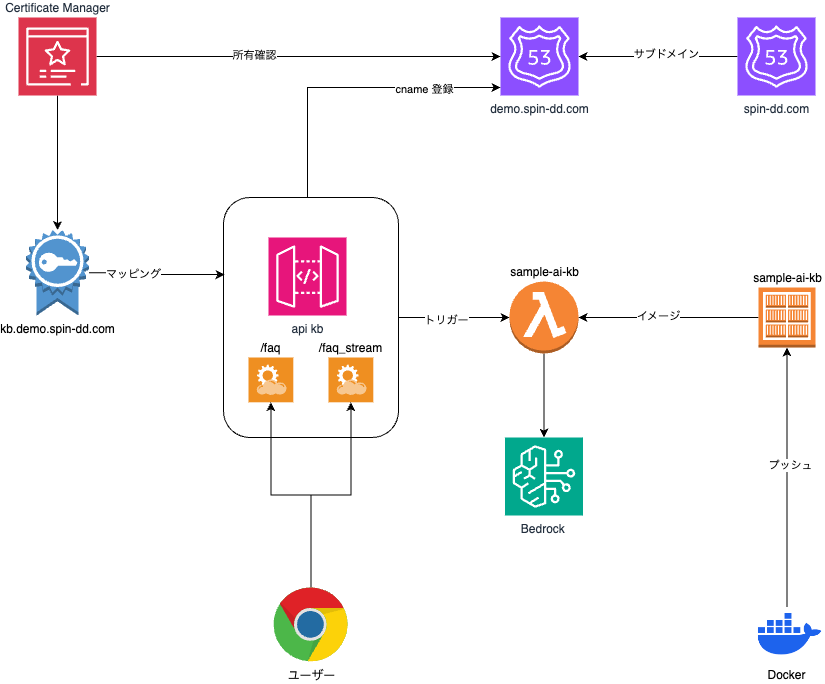 Certificate Manager
所有確認
53
サブドメイン
53
cname 登録
demo.spin-dd.com
spin-dd.com
マッピング
kb.demo.spin-dd.com
</>
api kb
/faq
/faq_stream
トリガー
sample-ai-kb
λ
イメージ
sample-ai-kb
Bedrock
プッシュ
ユーザー
Docker